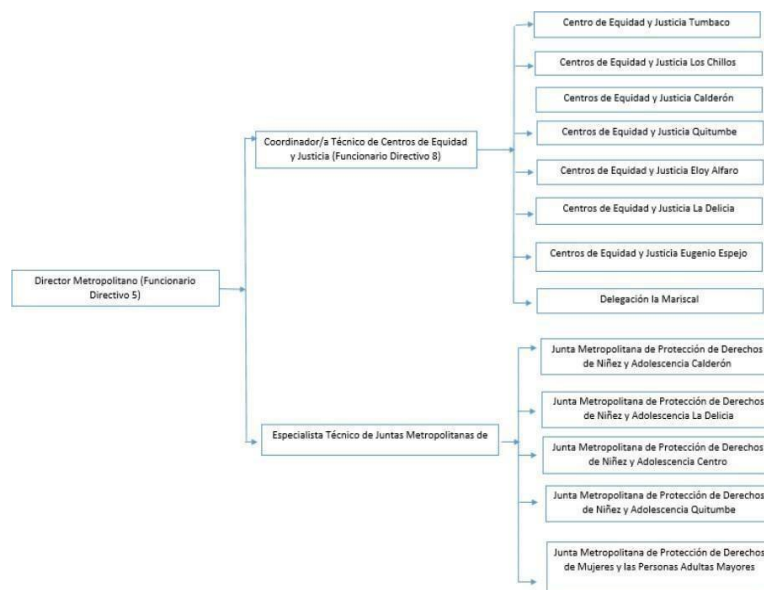 Director Metropolitano (Funcionario
Directivo 5)
Coordinador/a Técnico de Centros de Equidad
y Justicia (Funcionario Directivo 8)
Centro de Equidad y Justicia Tumbaco
Centros de Equidad y Justicia Los Chillos
Centros de Equidad y Justicia Calderón
Centros de Equidad y Justicia Quitumbe
Centros de Equidad y Justicia Eloy Alfaro
Centros de Equidad y Justicia La Delicia
Centros de Equidad y Justicia Eugenio Espejo
Delegación la Mariscal
Especialista Técnico de Juntas Metropolitanas de
Junta Metropolitana de Protección de Derechos
de Niñez y Adolescencia Calderón
Junta Metropolitana de Protección de Derechos
de Niñez y Adolescencia La Delicia
Junta Metropolitana de Protección de Derechos
de Niñez y Adolescencia Centro
Junta Metropolitana de Protección de Derechos
de Niñez y Adolescencia Quitumbe
Junta Metropolitana de Protección de Derechos
de Mujeres y las Personas Adultas Mayores